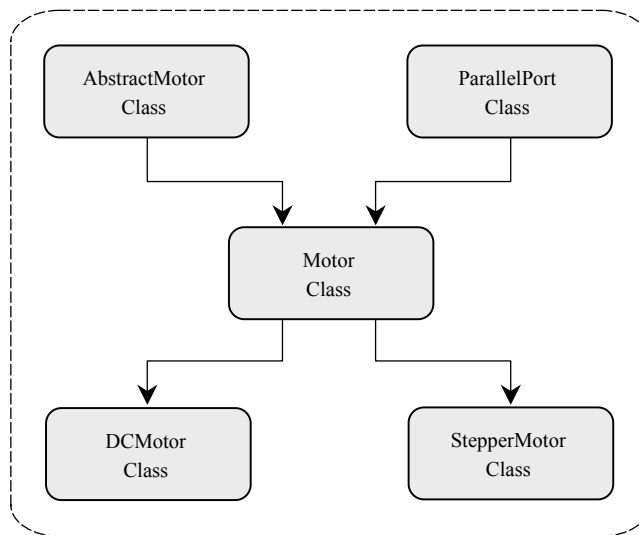 AbstractMotor
Class
ParallelPort
Class
Motor
Class
DCMotor
Class
StepperMotor
Class